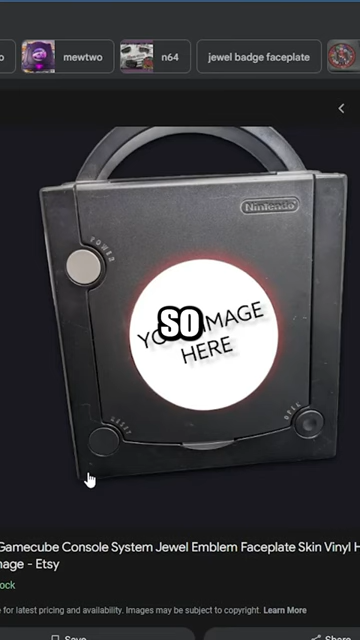 o
mewtwo
n64
jewel badge faceplate
Nintendo
POWER
SO
IMAGE
HERE
RESET
OPEN
Gamecube Console System Jewel Emblem Faceplate Skin Vinyl H
mage - Etsy
ock
e for latest pricing and availability. Images may be subject to copyright. Learn More
Save
Share